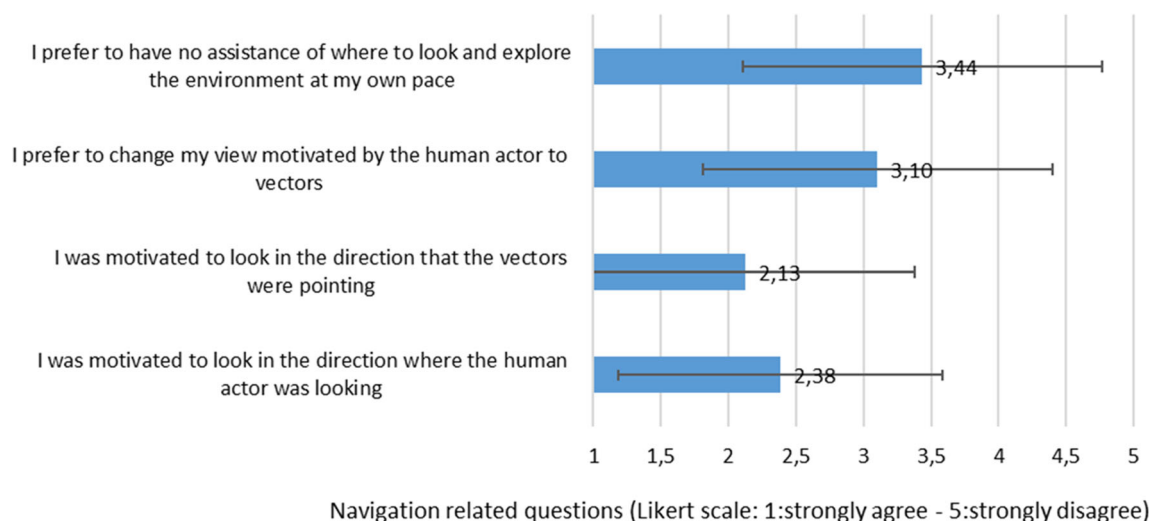 I prefer to have no assistance of where to look and explore
the environment at my own pace
3,44
I prefer to change my view motivated by the human actor to
vectors
3,10
I was motivated to look in the direction that the vectors
were pointing
2,13
I was motivated to look in the direction where the human
actor was looking
2,38
1 1,5 2 2,5 3 3,5 4 4,5 5
Navigation related questions (Likert scale: 1:strongly agree - 5:strongly disagree)